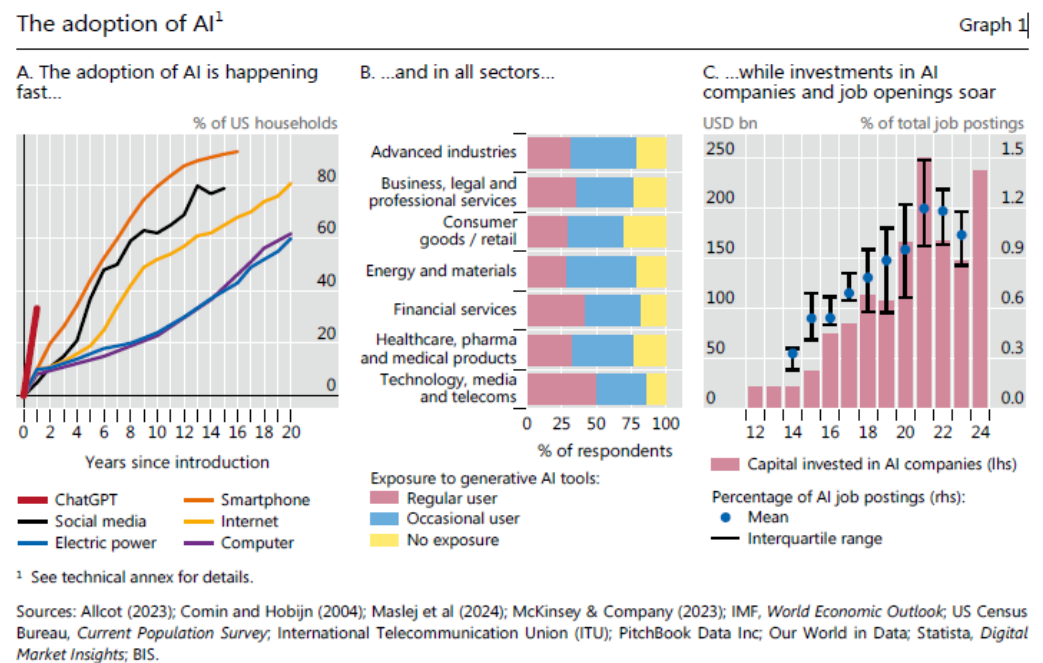 The adoption of AI1
Graph 1
A. The adoption of AI is happening
fast…
% of US households
80
60
40
20
0
0 2 4 6 8 10 12 14 16 18 20
Years since introduction
ChatGPT
Smartphone
Social media
Internet
Electric power
Computer
B. …and in all sectors…
Advanced industries
Business, legal and
professional services
Consumer
goods / retail
Energy and materials
Financial services
Healthcare, pharma
and medical products
Technology, media
and telecoms
0 25 50 75 100
% of respondents
Exposure to generative AI tools:
Regular user
Occasional user
No exposure
C. …while investments in AI
companies and job openings soar
USD bn
% of total job postings
250
1.5
200
1.2
150
0.9
100
0.6
50
0.3
0
0.0
12 14 16 18 20 22 24
Capital invested in AI companies (lhs)
Percentage of AI job postings (rhs):
Mean
Interquartile range
1 See technical annex for details.
Sources: Allcot (2023); Comin and Hobijn (2004); Maslej et al (2024); McKinsey & Company (2023); IMF, World Economic Outlook; US Census
Bureau, Current Population Survey; International Telecommunication Union (ITU); PitchBook Data Inc; Our World in Data; Statista, Digital
Market Insights; BIS.